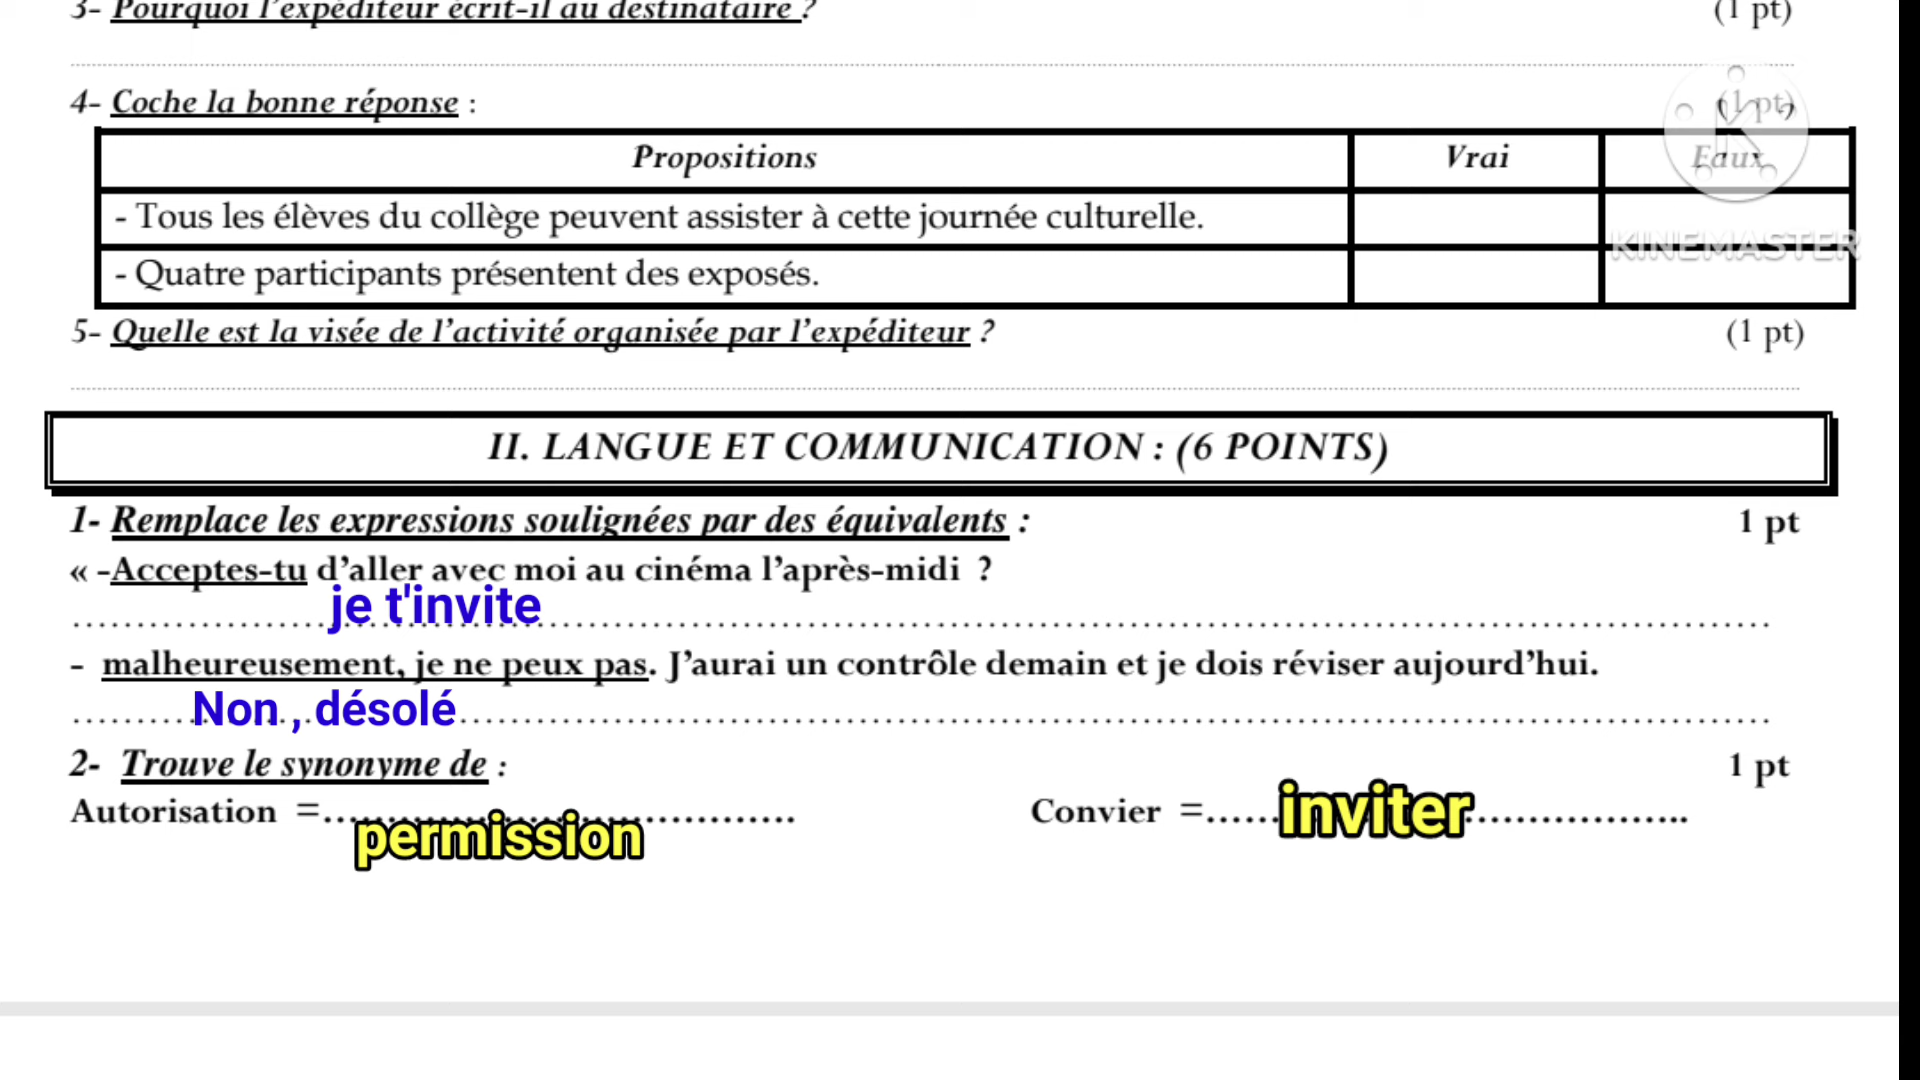 3- Pourquoi l'expéditeur écrit-il au destinataire ? (1 pt)
4- Coche la bonne réponse : (1 pt)
Propositions Vrai Faux
- Tous les élèves du collège peuvent assister à cette journée culturelle.
KINEMASTER
- Quatre participants présentent des exposés.
5- Quelle est la visée de l'activité organisée par l'expéditeur ? (1 pt)
II. LANGUE ET COMMUNICATION : (6 POINTS)
1- Remplace les expressions soulignées par des équivalents : 1 pt
« -Acceptes-tu d'aller avec moi au cinéma l'après-midi ?
je t'invite
- malheureusement, je ne peux pas. J'aurai un contrôle demain et je dois réviser aujourd'hui.
Non , désolé
2- Trouve le synonyme de : 1 pt
Autorisation =....permission.... Convier =......inviter..................